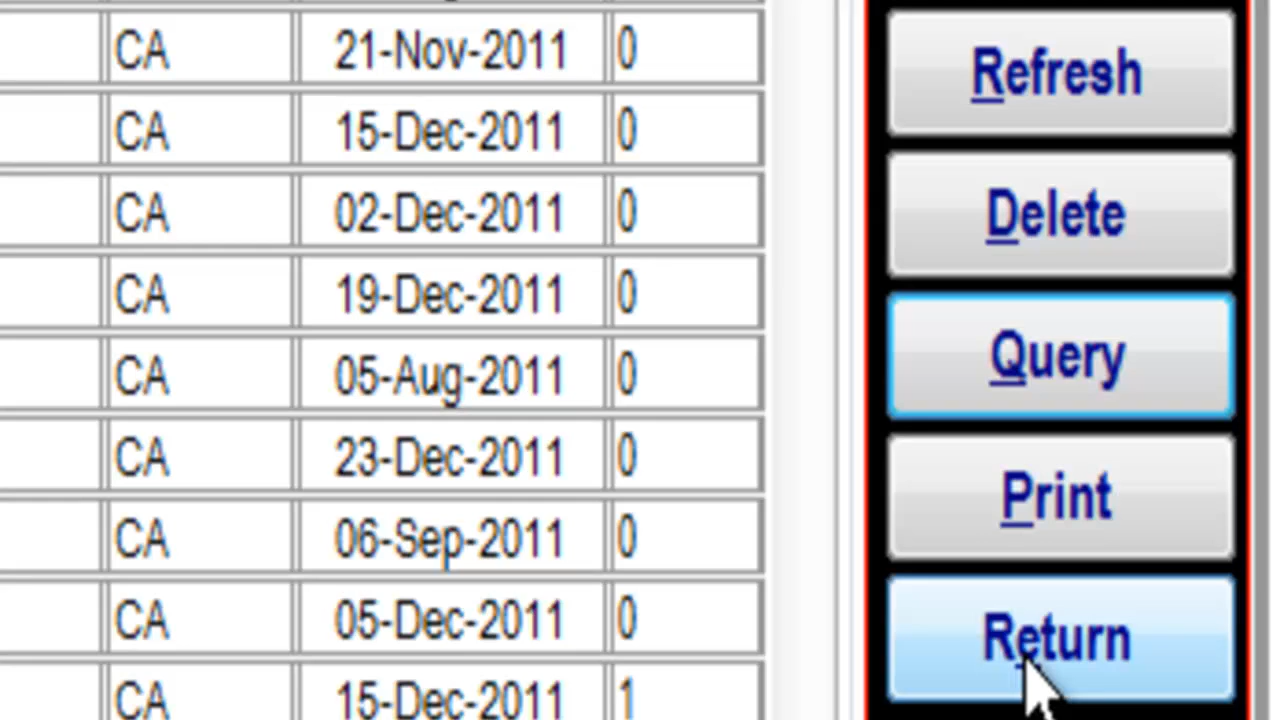 CA 21-Nov-2011 0
CA 15-Dec-2011 0
CA 02-Dec-2011 0
CA 19-Dec-2011 0
CA 05-Aug-2011 0
CA 23-Dec-2011 0
CA 06-Sep-2011 0
CA 05-Dec-2011 0
CA 15-Dec-2011 1
Refresh
Delete
Query
Print
Return